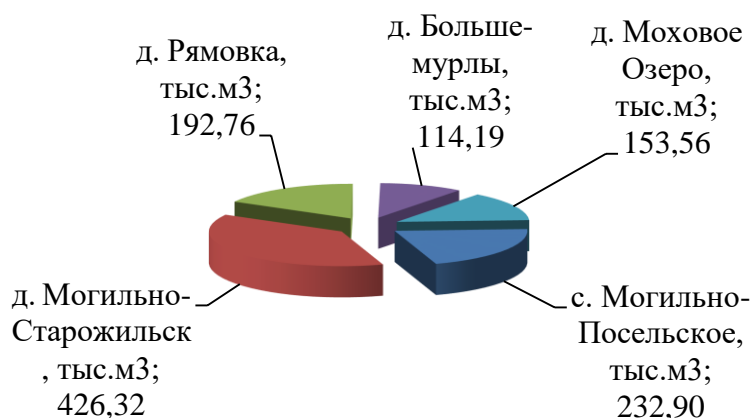 д. Рямовка,
тыс.м3;
192,76
д. Больше-
мурлы,
тыс.м3;
114,19
д. Моховое
Озеро,
тыс.м3;
153,56
д. Могильно-
Старожильск
, тыс.м3;
426,32
с. Могильно-
Посельское,
тыс.м3;
232,90